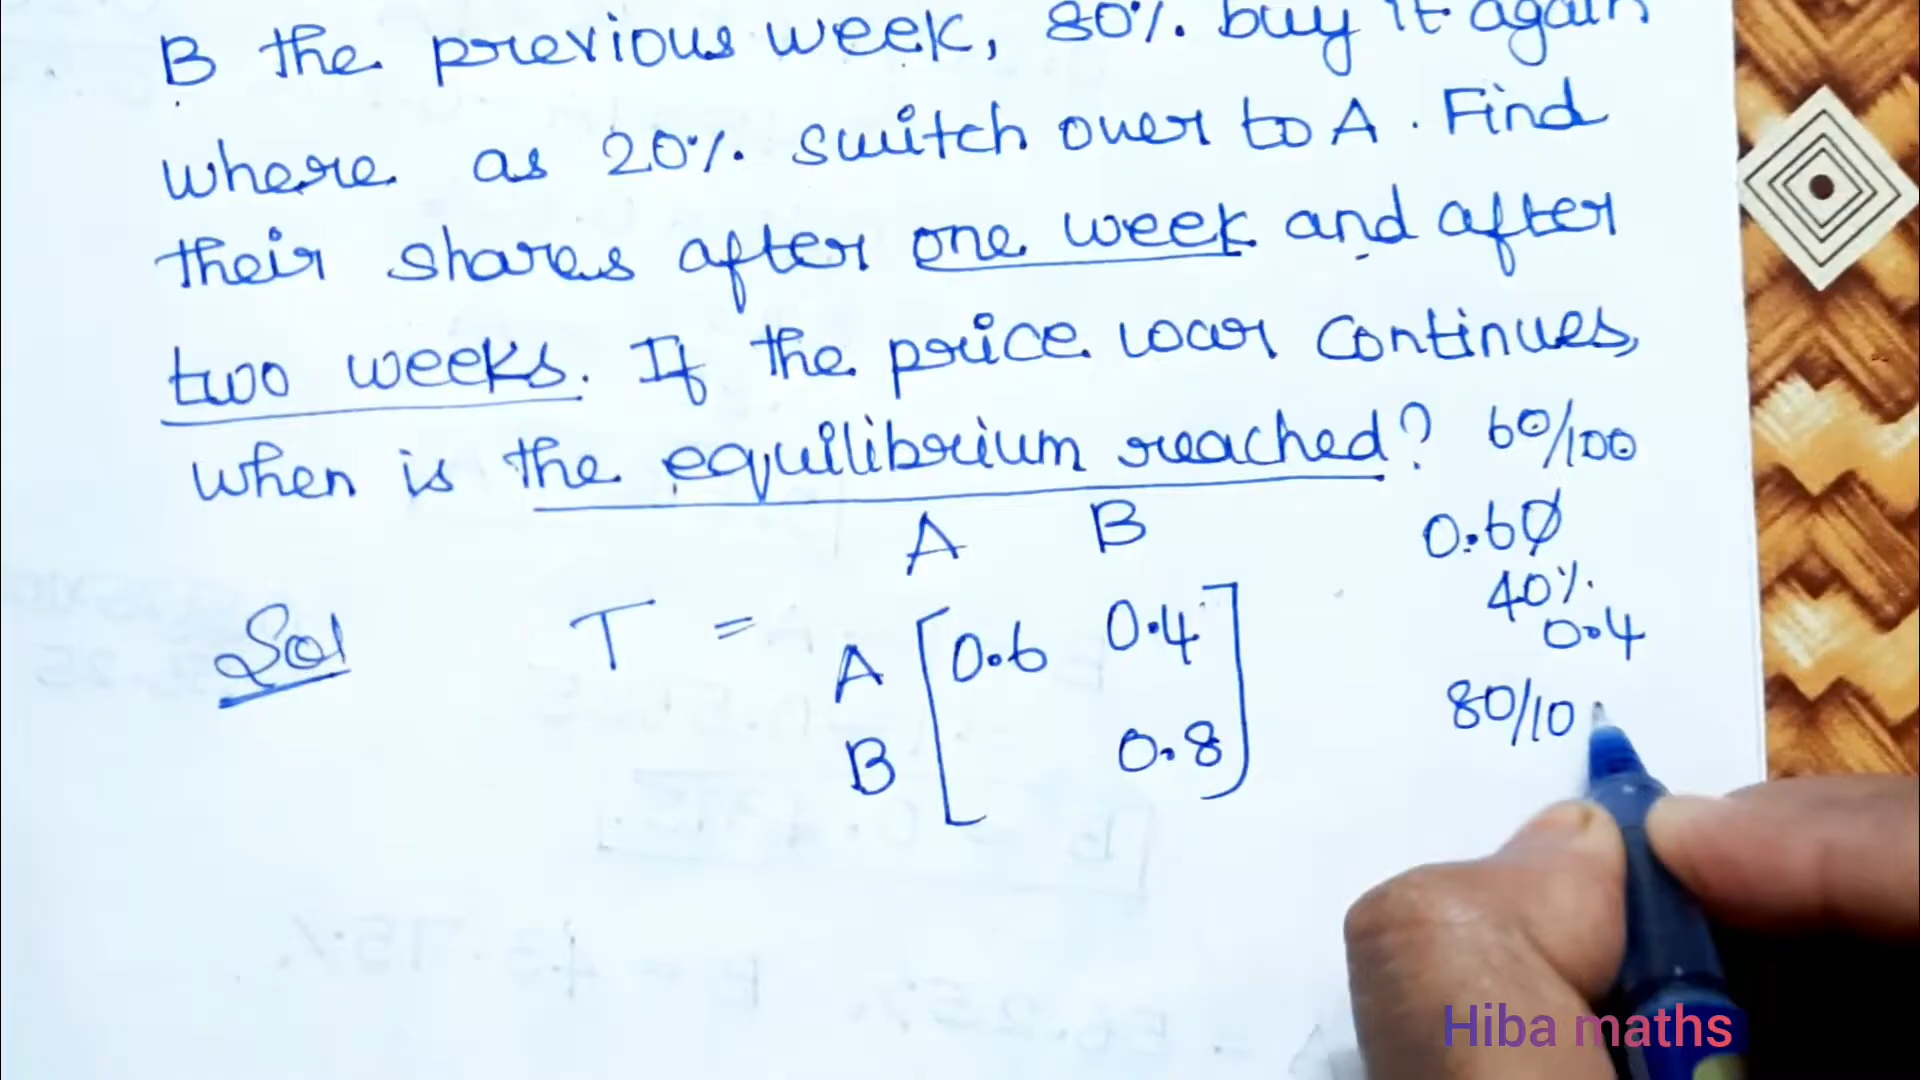 B the previous week, 80%. buy it again
where as 20%. switch over to A. Find
their shares after one week and after
two weeks. If the price war continues,
when is the equilibrium reached? 60/100
A B 0.60
40%.
Sol T = A [0.6 0.4] 0.4
B 0.8 80/10
Hiba maths